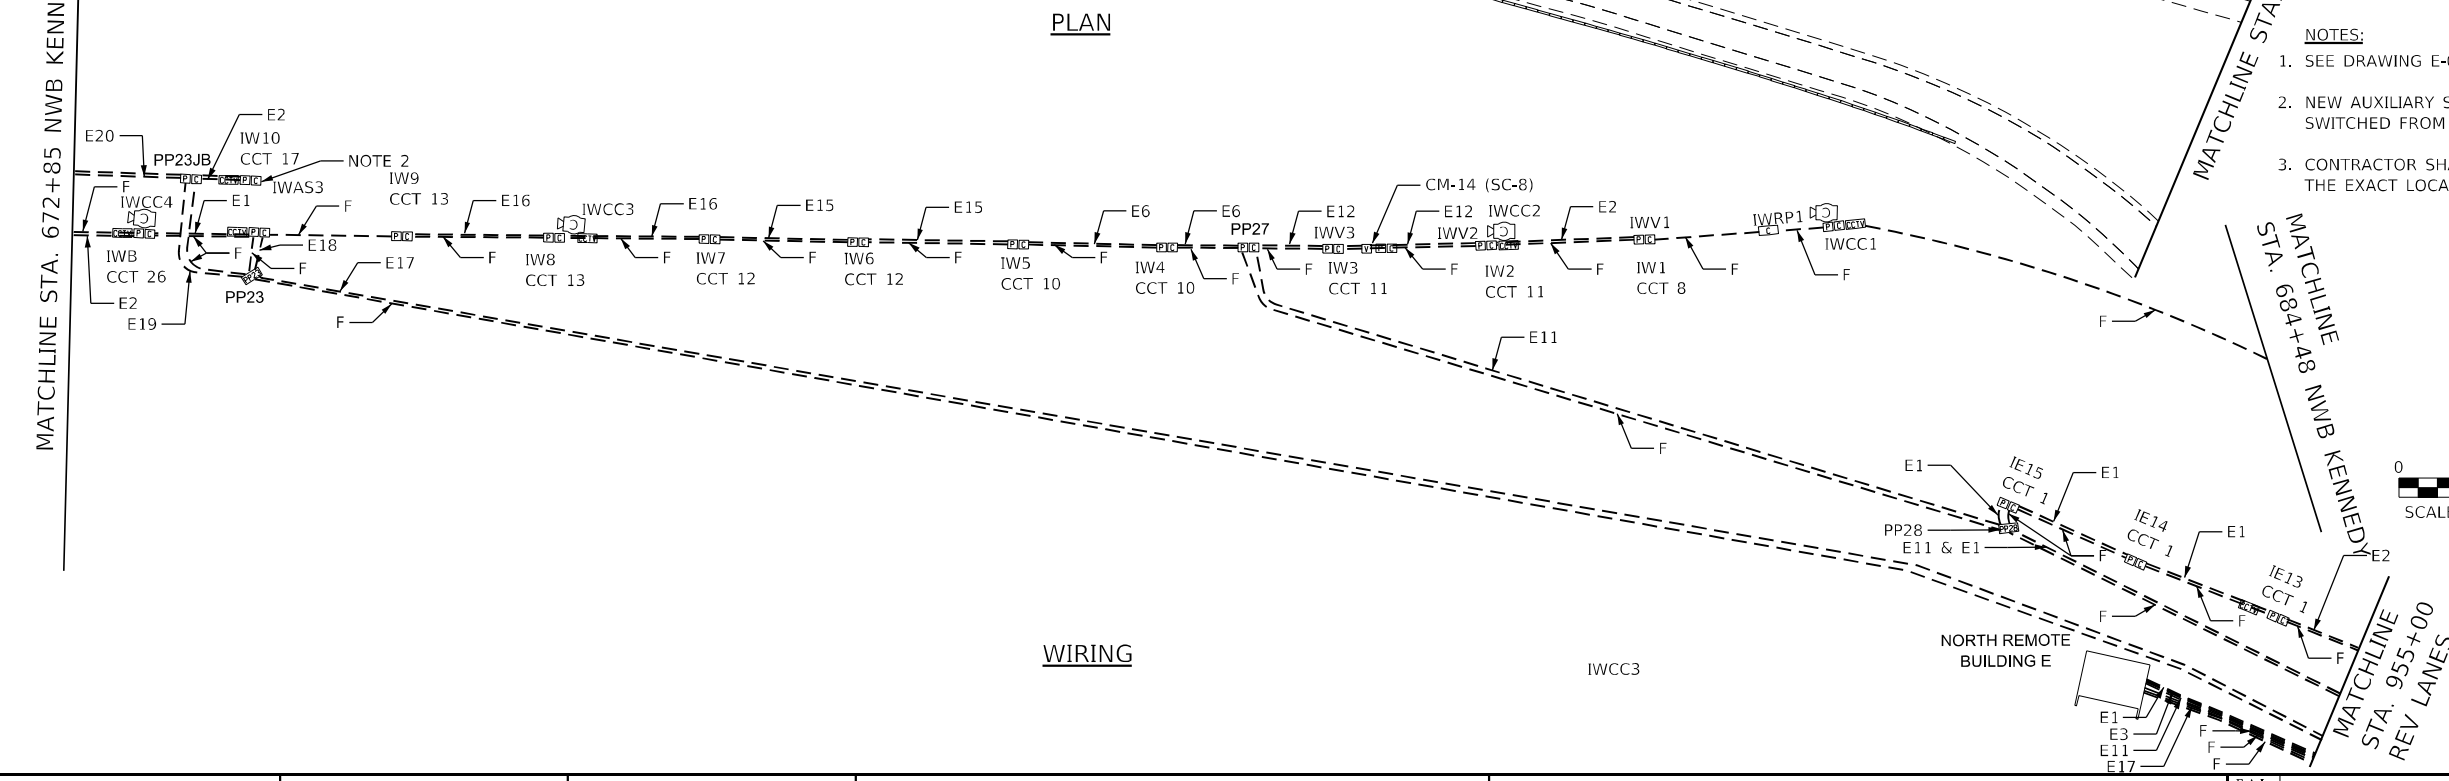 PLAN
MATCHLINE STA. 672+85 NWB KENN
MATCHLINE STA.
NOTES:
1. SEE DRAWING E-
2. NEW AUXILIARY S
SWITCHED FROM
3. CONTRACTOR SHA
THE EXACT LOCA
E20
E2
IW10
CCT 17
PP23JB
NOTE 2
IWAS3
F
IWCC4
E1
F
IW9
CCT 13
E16
IWCC3
E16
E15
E15
E6
E6
PP27
E12
IWV3
CM-14 (SC-8)
E12
IWV2
IWCC2
E2
IWV1
IWRP1
IWCC1
IWB
CCT 26
E2
F
E18
F
E17
PP23
E19
F
F
IW8
CCT 13
F
IW7
CCT 12
F
IW6
CCT 12
F
IW5
CCT 10
F
IW4
CCT 10
F
F
IW3
CCT 11
F
IW2
CCT 11
F
IW1
CCT 8
F
F
F
MATCHLINE
STA. 684+48 NWB KENNEDY
E11
F
E1
IE15
CCT 1
E1
PP28
PP28
E11 & E1
F
IE14
CCT 1
E1
F
F
IE13
CCT 1
E2
F
0
SCALE
NORTH REMOTE
BUILDING E
MATCHLINE
STA. 955+00
REV LANES
E1
E3
E11
E17
F
F
F
WIRING
IWCC3